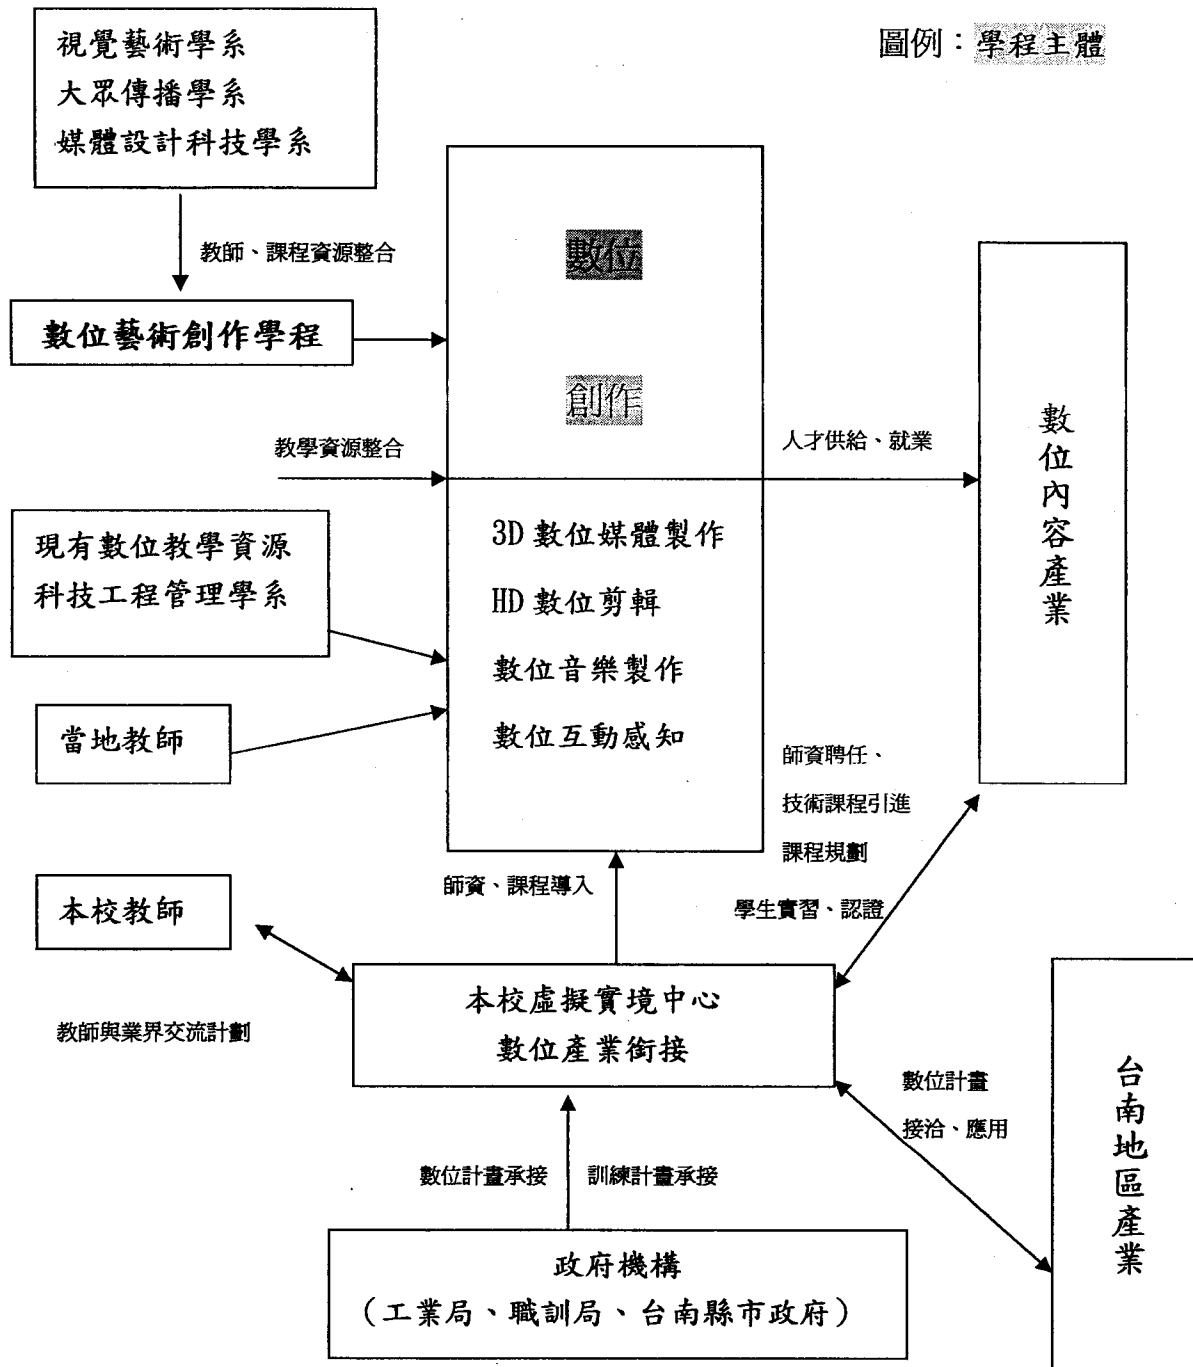 圖例：學程主體
視覺藝術學系
大眾傳播學系
媒體設計科技學系
教師、課程資源整合
數位藝術創作學程
數位
創作
教學資源整合
人才供給、就業
3D 數位媒體製作
HD 數位剪輯
數位音樂製作
數位互動感知
數位內容產業
現有數位教學資源
科技工程管理學系
當地教師
師資聘任、
技術課程引進
課程規劃
學生實習、認證
師資、課程導入
本校教師
教師與業界交流計劃
本校虛擬實境中心
數位產業銜接
數位計畫
接洽、應用
台南地區產業
數位計畫承接
訓練計畫承接
政府機構
（工業局、職訓局、台南縣市政府）